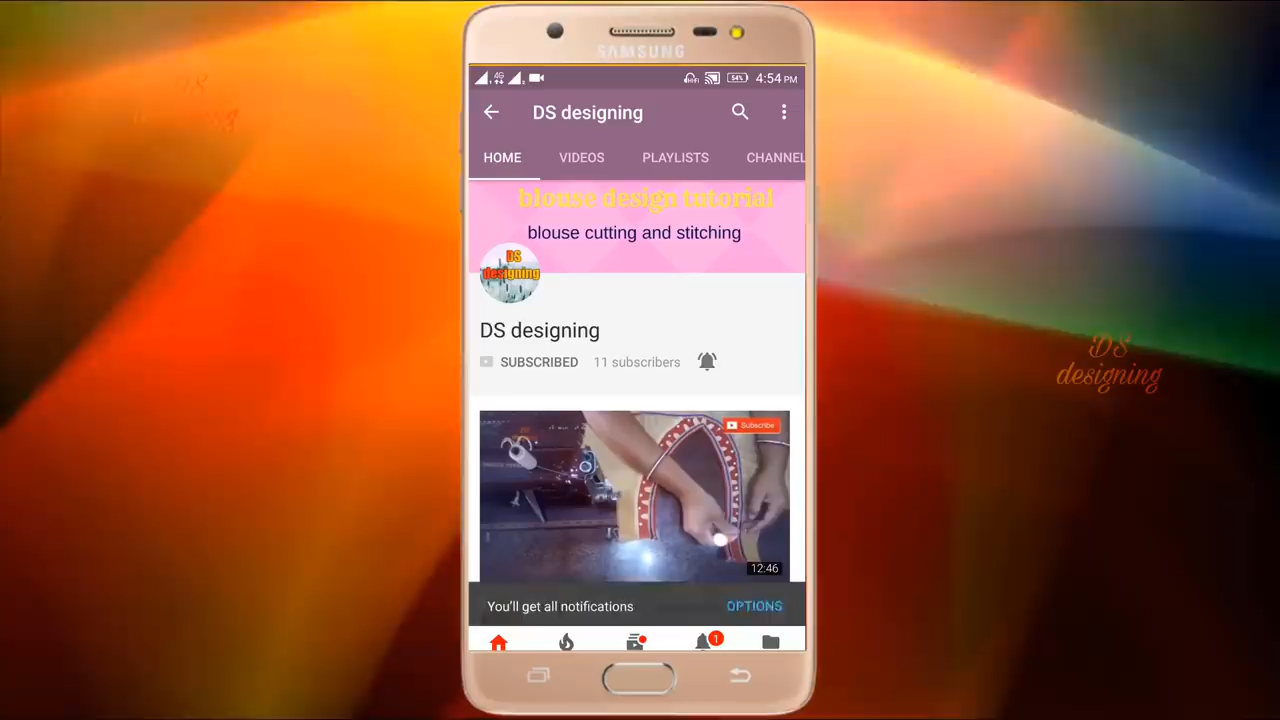 SAMSUNG
4G 54% 4:54 PM
DS designing
HOME VIDEOS PLAYLISTS CHANNEL
blouse design tutorial
blouse cutting and stitching
DS
designing
DS designing
SUBSCRIBED 11 subscribers
Subscribe
12:46
You'll get all notifications OPTIONS
1
DS
designing